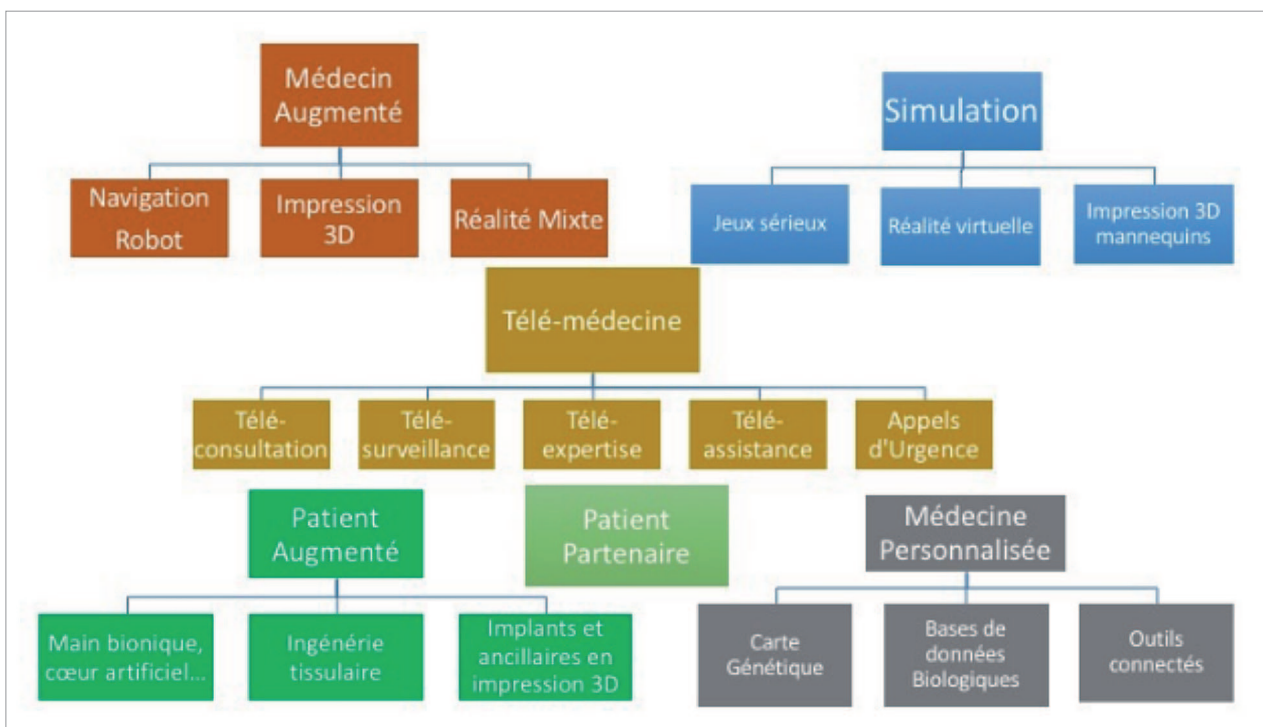 Médecin
Augmenté
Simulation
Navigation
Robot
Impression
3D
Réalité Mixte
Jeux sérieux
Réalité virtuelle
Impression 3D
mannequins
Télé-médecine
Télé-
consultation
Télé-
surveillance
Télé-
expertise
Télé-
assistance
Appels
d'Urgence
Patient
Augmenté
Patient
Partenaire
Médecine
Personnalisée
Main bionique,
cœur artificiel...
Ingénérie
tissulaire
Implants et
ancillaires en
impression 3D
Carte
Génétique
Bases de
données
Biologiques
Outils
connectés